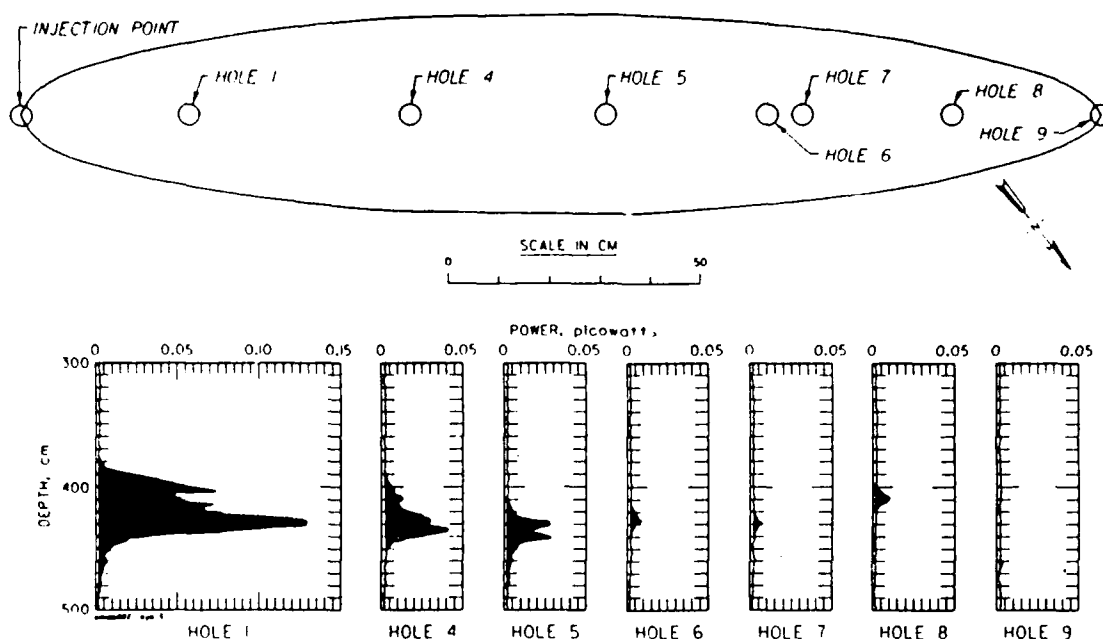 INJECTION POINT
HOLE 1
HOLE 4
HOLE 5
HOLE 7
HOLE 8
HOLE 9
HOLE 6
N
SCALE IN CM
0 50
POWER, picowatt,
0 0.05 0.10 0.15 0 0.05 0 0.05 0 0.05 0 0.05 0 0.05 0 0.05
300
400
500
DEPTH, cm
HOLE 1 HOLE 4 HOLE 5 HOLE 6 HOLE 7 HOLE 8 HOLE 9